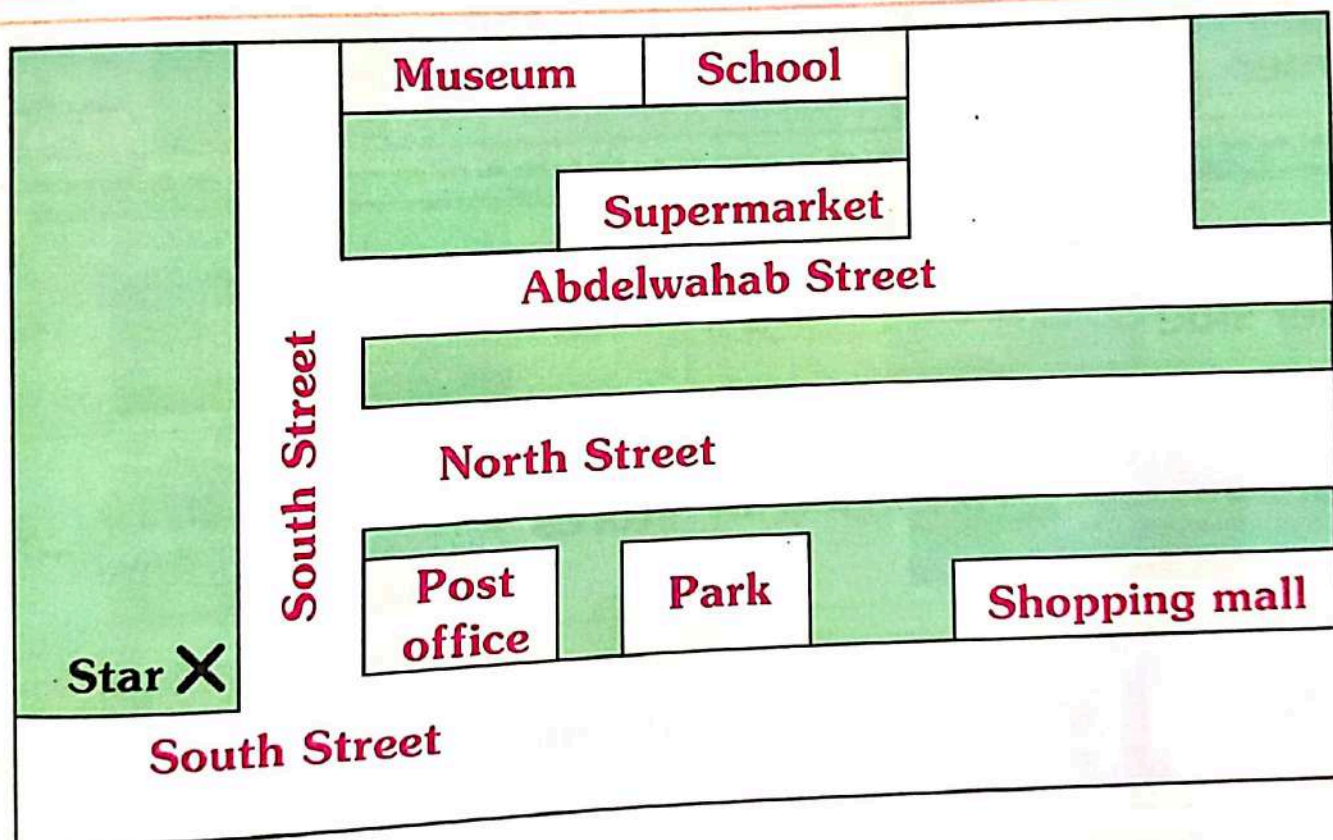 Museum
School
Supermarket
Abdelwahab Street
South Street
North Street
Post
office
Park
Shopping mall
Star X
South Street